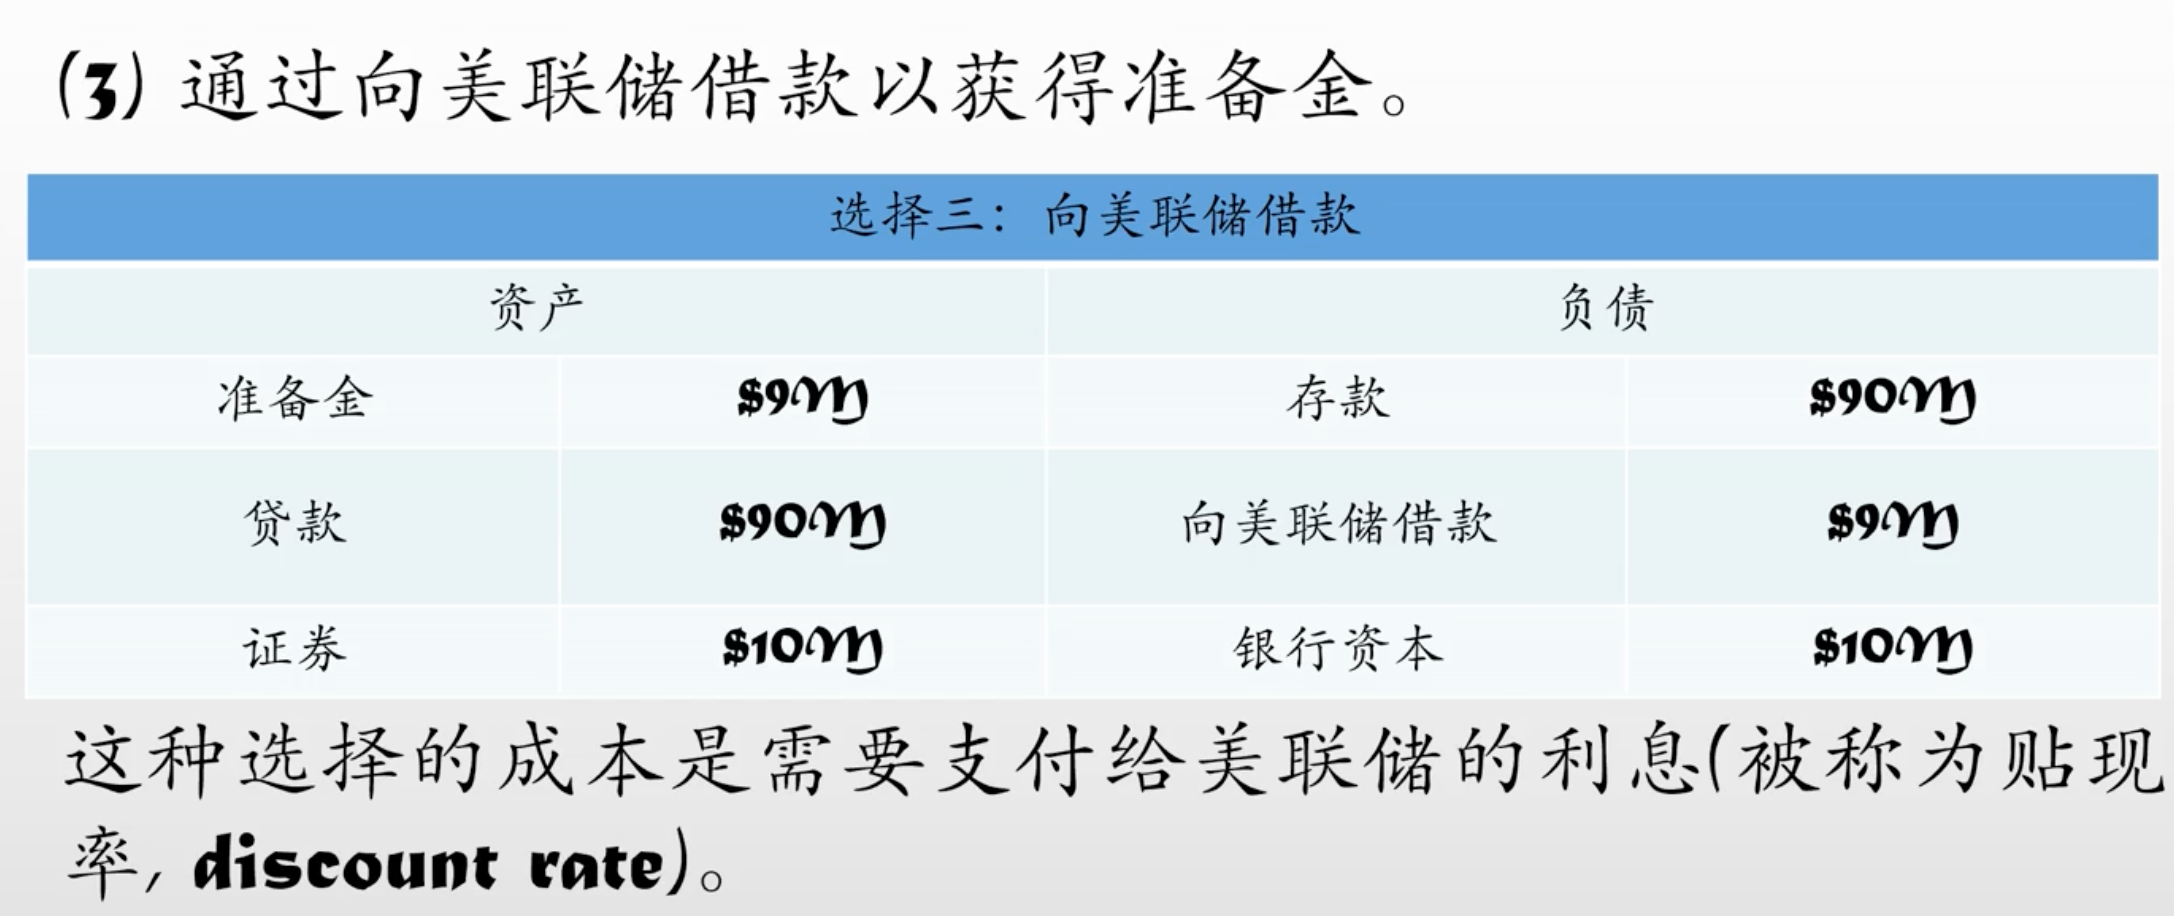 (3) 通过向美联储借款以获得准备金。
选择三：向美联储借款
资产 负债
准备金 $9M 存款 $90M
贷款 $90M 向美联储借款 $9M
证券 $10M 银行资本 $10M
这种选择的成本是需要支付给美联储的利息(被称为贴现
率, discount rate)。